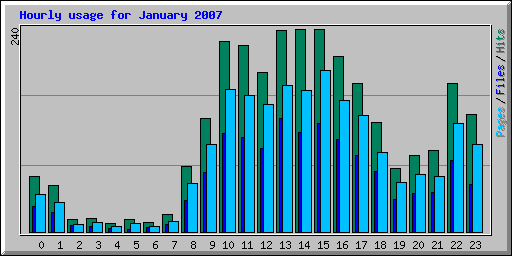 Hourly usage for January 2007
240
Pages / Files / Hits
0 1 2 3 4 5 6 7 8 9 10 11 12 13 14 15 16 17 18 19 20 21 22 23